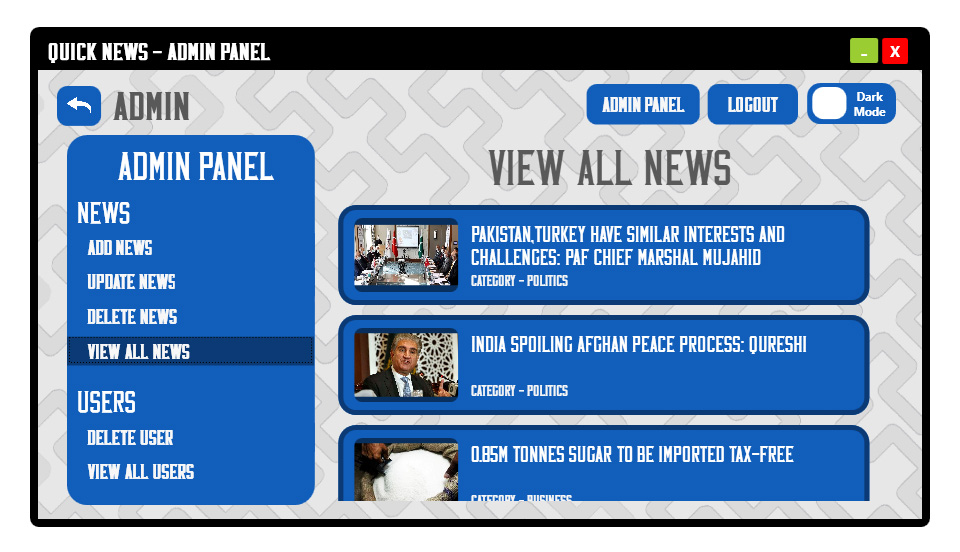 QUICK NEWS - ADMIN PANEL
- X
ADMIN
ADMIN PANEL
LOGOUT
Dark
Mode
ADMIN PANEL
NEWS
ADD NEWS
UPDATE NEWS
DELETE NEWS
VIEW ALL NEWS
USERS
DELETE USER
VIEW ALL USERS
VIEW ALL NEWS
PAKISTAN,TURKEY HAVE SIMILAR INTERESTS AND
CHALLENGES: PAF CHIEF MARSHAL MUJAHID
CATEGORY - POLITICS
INDIA SPOILING AFGHAN PEACE PROCESS: QURESHI
CATEGORY - POLITICS
0.85M TONNES SUGAR TO BE IMPORTED TAX-FREE
CATEGORY - BUSINESS